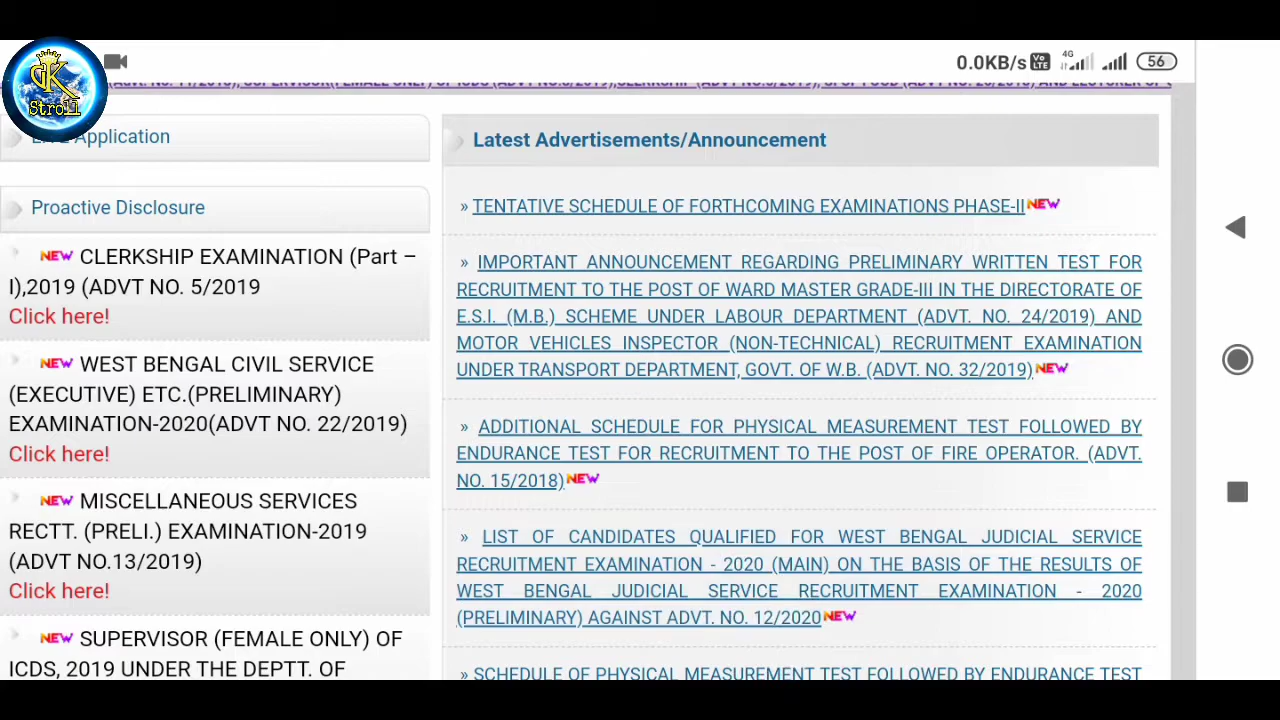 GK
Stroll
0.0KB/s Vo LTE 4G 56
Application
Proactive Disclosure
NEW CLERKSHIP EXAMINATION (Part –
I),2019 (ADVT NO. 5/2019
Click here!
NEW WEST BENGAL CIVIL SERVICE
(EXECUTIVE) ETC.(PRELIMINARY)
EXAMINATION-2020(ADVT NO. 22/2019)
Click here!
NEW MISCELLANEOUS SERVICES
RECTT. (PRELI.) EXAMINATION-2019
(ADVT NO.13/2019)
Click here!
NEW SUPERVISOR (FEMALE ONLY) OF
ICDS, 2019 UNDER THE DEPTT. OF
Latest Advertisements/Announcement
» TENTATIVE SCHEDULE OF FORTHCOMING EXAMINATIONS PHASE-II NEW
» IMPORTANT ANNOUNCEMENT REGARDING PRELIMINARY WRITTEN TEST FOR
RECRUITMENT TO THE POST OF WARD MASTER GRADE-III IN THE DIRECTORATE OF
E.S.I. (M.B.) SCHEME UNDER LABOUR DEPARTMENT (ADVT. NO. 24/2019) AND
MOTOR VEHICLES INSPECTOR (NON-TECHNICAL) RECRUITMENT EXAMINATION
UNDER TRANSPORT DEPARTMENT, GOVT. OF W.B. (ADVT. NO. 32/2019) NEW
» ADDITIONAL SCHEDULE FOR PHYSICAL MEASUREMENT TEST FOLLOWED BY
ENDURANCE TEST FOR RECRUITMENT TO THE POST OF FIRE OPERATOR. (ADVT.
NO. 15/2018) NEW
» LIST OF CANDIDATES QUALIFIED FOR WEST BENGAL JUDICIAL SERVICE
RECRUITMENT EXAMINATION - 2020 (MAIN) ON THE BASIS OF THE RESULTS OF
WEST BENGAL JUDICIAL SERVICE RECRUITMENT EXAMINATION - 2020
(PRELIMINARY) AGAINST ADVT. NO. 12/2020 NEW
» SCHEDULE OF PHYSICAL MEASUREMENT TEST FOLLOWED BY ENDURANCE TEST